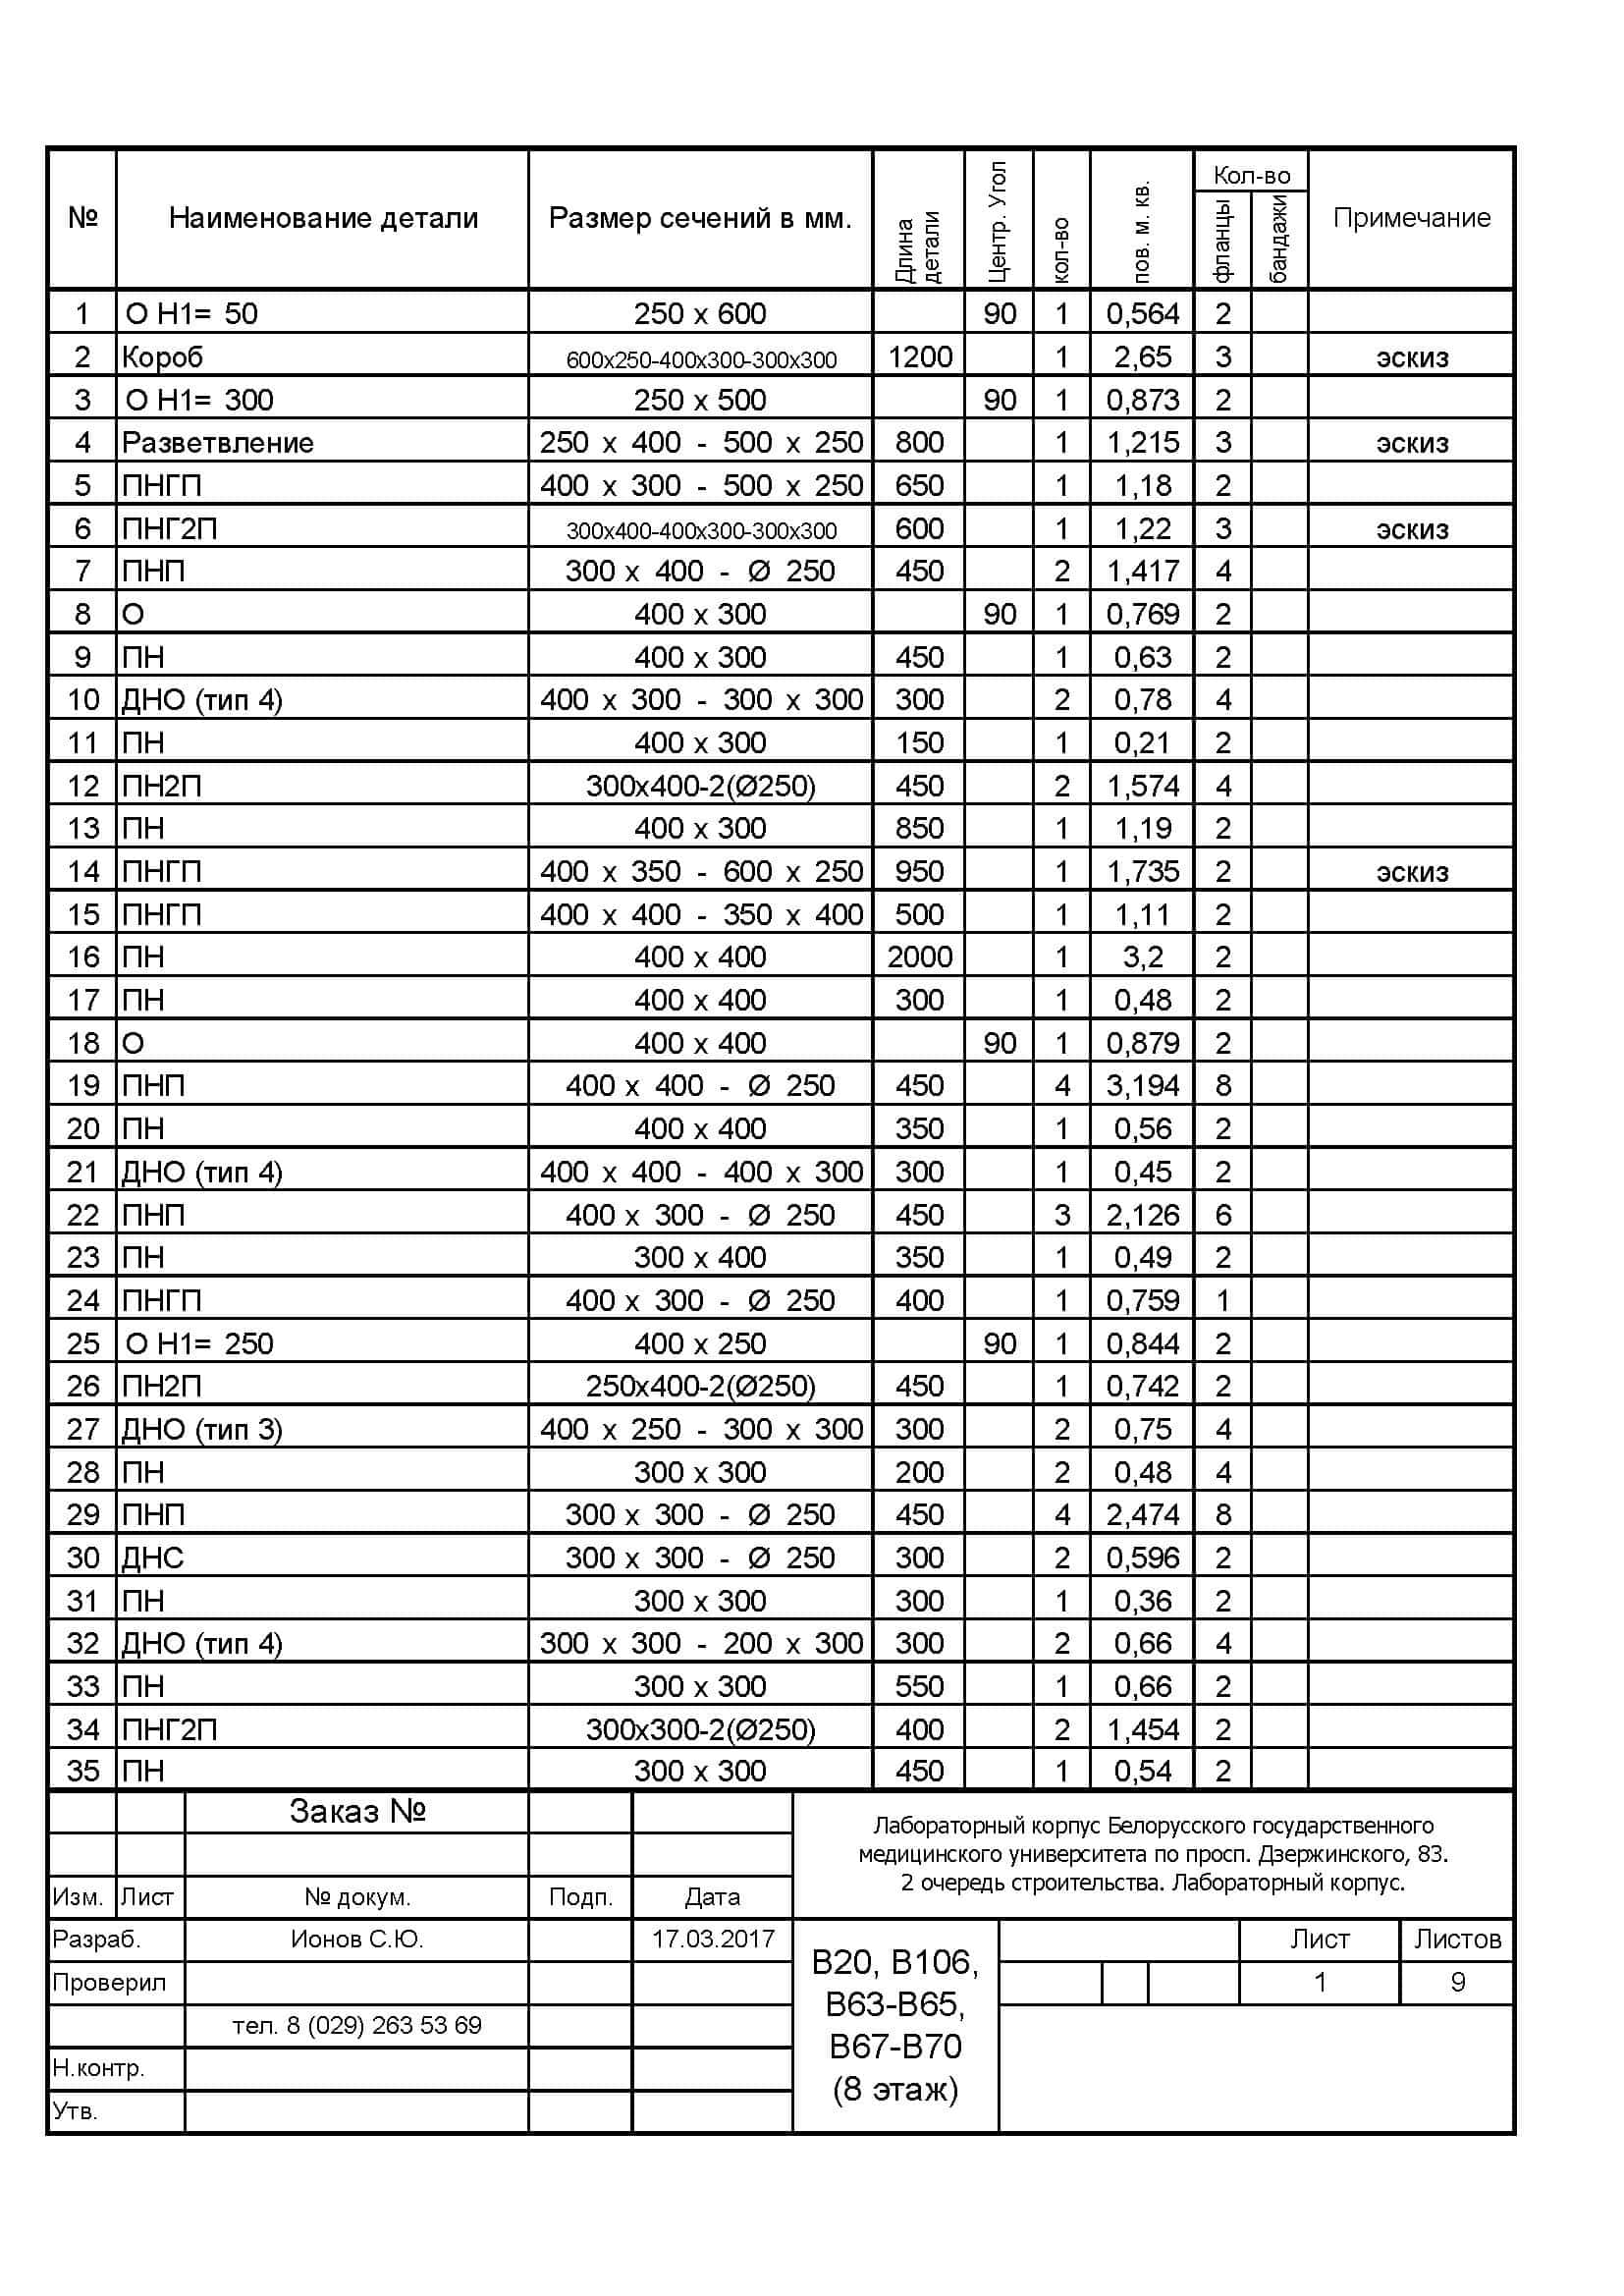 № Наименование детали Размер сечений в мм. Длина детали Центр. Угол кол-во пов. м. кв. Кол-во фланцы бандажи Примечание
1 О Н1= 50 250 х 600 90 1 0,564 2
2 Короб 600х250-400х300-300х300 1200 1 2,65 3 эскиз
3 О Н1= 300 250 х 500 90 1 0,873 2
4 Разветвление 250 х 400 - 500 х 250 800 1 1,215 3 эскиз
5 ПНГП 400 х 300 - 500 х 250 650 1 1,18 2
6 ПНГ2П 300х400-400х300-300х300 600 1 1,22 3 эскиз
7 ПНП 300 х 400 - Ø 250 450 2 1,417 4
8 О 400 х 300 90 1 0,769 2
9 ПН 400 х 300 450 1 0,63 2
10 ДНО (тип 4) 400 х 300 - 300 х 300 300 2 0,78 4
11 ПН 400 х 300 150 1 0,21 2
12 ПН2П 300х400-2(Ø250) 450 2 1,574 4
13 ПН 400 х 300 850 1 1,19 2
14 ПНГП 400 х 350 - 600 х 250 950 1 1,735 2 эскиз
15 ПНГП 400 х 400 - 350 х 400 500 1 1,11 2
16 ПН 400 х 400 2000 1 3,2 2
17 ПН 400 х 400 300 1 0,48 2
18 О 400 х 400 90 1 0,879 2
19 ПНП 400 х 400 - Ø 250 450 4 3,194 8
20 ПН 400 х 400 350 1 0,56 2
21 ДНО (тип 4) 400 х 400 - 400 х 300 300 1 0,45 2
22 ПНП 400 х 300 - Ø 250 450 3 2,126 6
23 ПН 300 х 400 350 1 0,49 2
24 ПНГП 400 х 300 - Ø 250 400 1 0,759 1
25 О Н1= 250 400 х 250 90 1 0,844 2
26 ПН2П 250х400-2(Ø250) 450 1 0,742 2
27 ДНО (тип 3) 400 х 250 - 300 х 300 300 2 0,75 4
28 ПН 300 х 300 200 2 0,48 4
29 ПНП 300 х 300 - Ø 250 450 4 2,474 8
30 ДНС 300 х 300 - Ø 250 300 2 0,596 2
31 ПН 300 х 300 300 1 0,36 2
32 ДНО (тип 4) 300 х 300 - 200 х 300 300 2 0,66 4
33 ПН 300 х 300 550 1 0,66 2
34 ПНГ2П 300х300-2(Ø250) 400 2 1,454 2
35 ПН 300 х 300 450 1 0,54 2
Заказ №
Лабораторный корпус Белорусского государственного
медицинского университета по просп. Дзержинского, 83.
2 очередь строительства. Лабораторный корпус.
Изм. Лист № докум. Подп. Дата
Разраб. Ионов С.Ю. 17.03.2017
Проверил
тел. 8 (029) 263 53 69
Н.контр.
Утв.
В20, В106,
В63-В65,
В67-В70
(8 этаж)
Лист Листов
1 9